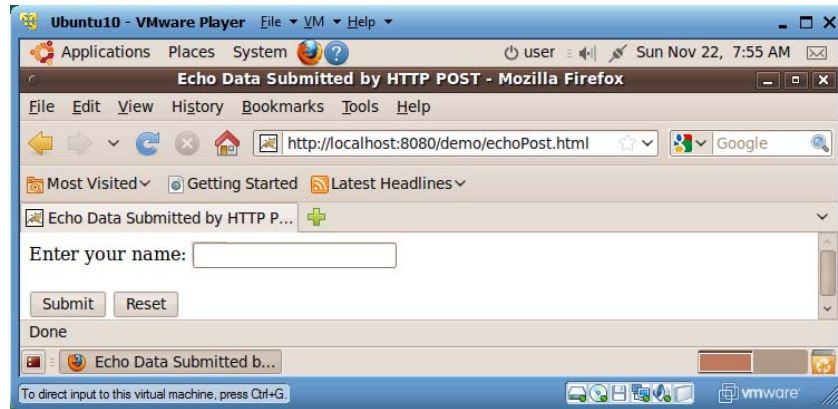 Ubuntu10 - VMware Player File VM Help
Applications Places System user Sun Nov 22, 7:55 AM
Echo Data Submitted by HTTP POST - Mozilla Firefox
File Edit View History Bookmarks Tools Help
http://localhost:8080/demo/echoPost.html Google
Most Visited Getting Started Latest Headlines
Echo Data Submitted by HTTP P...
Enter your name:
Submit Reset
Done
Echo Data Submitted b...
To direct input to this virtual machine, press Ctrl+G. vmware